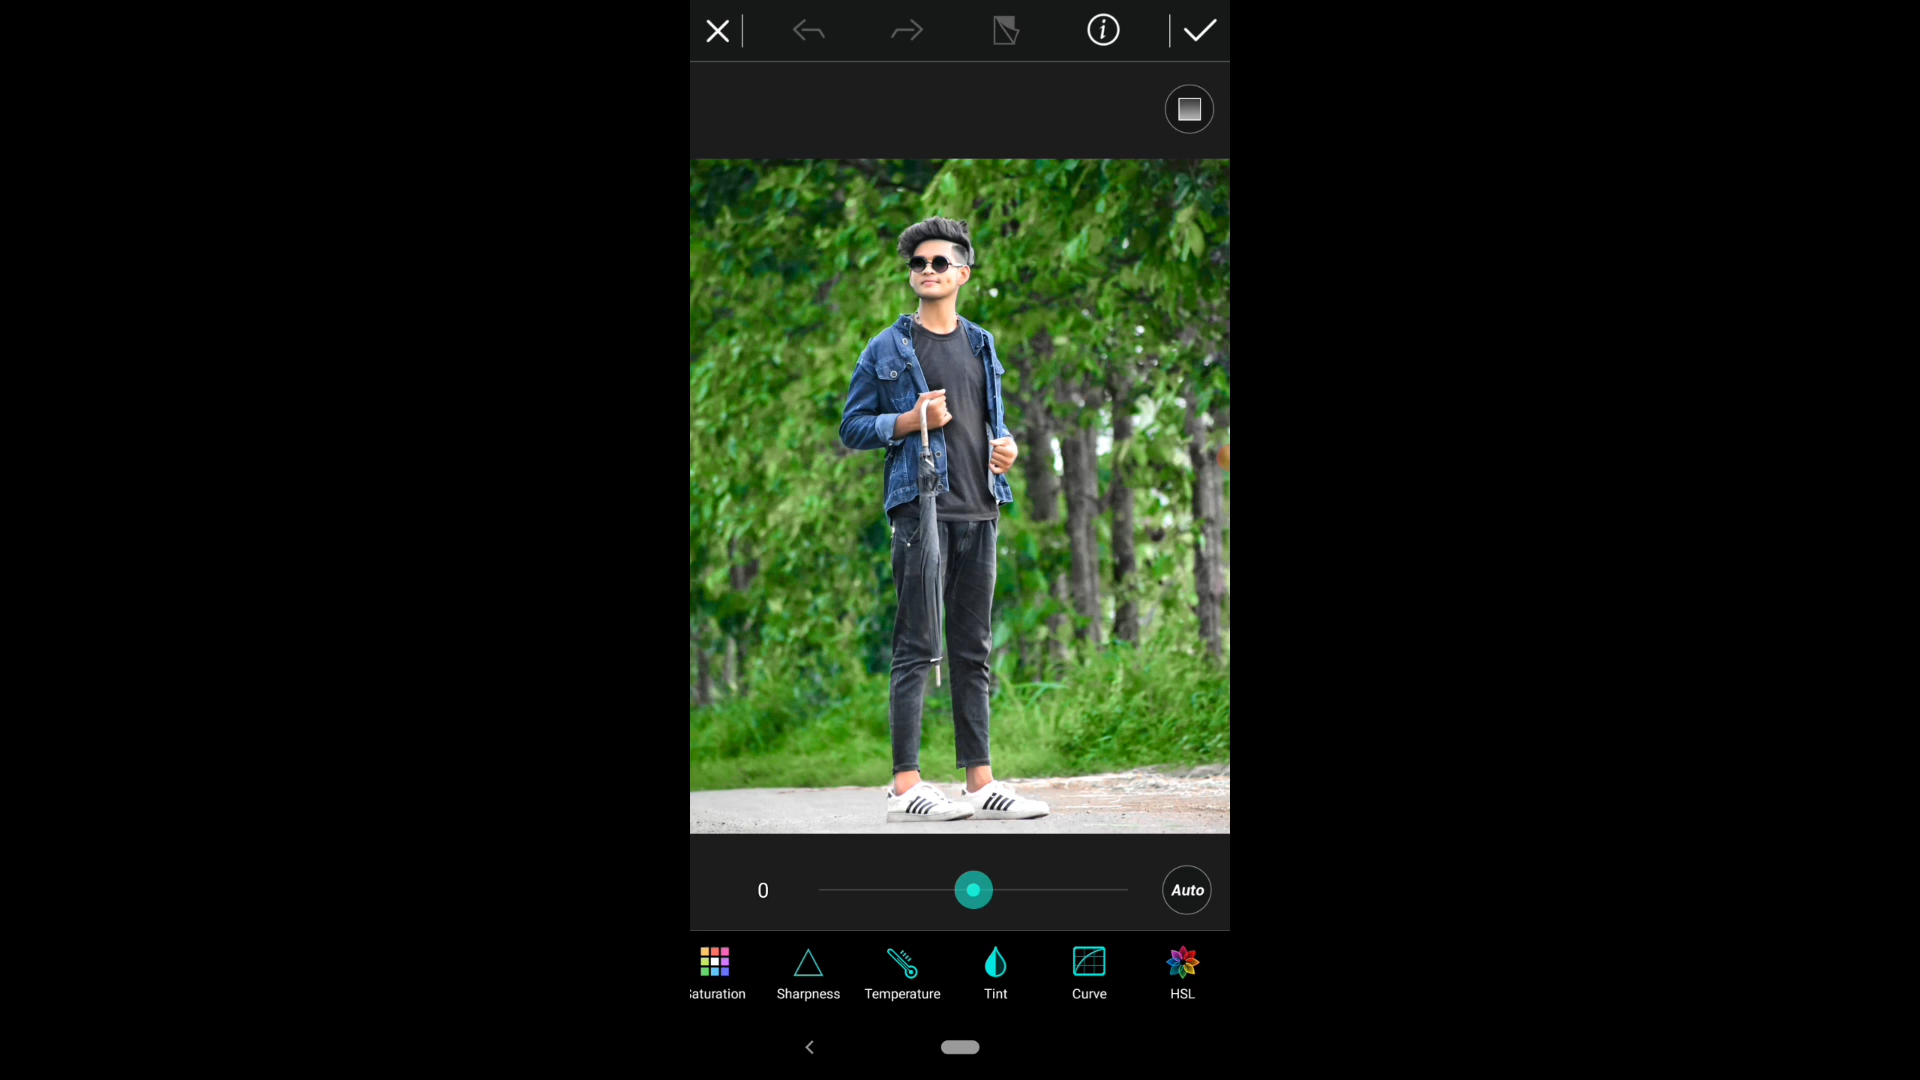 0
Auto
aturation
Sharpness
Temperature
Tint
Curve
HSL